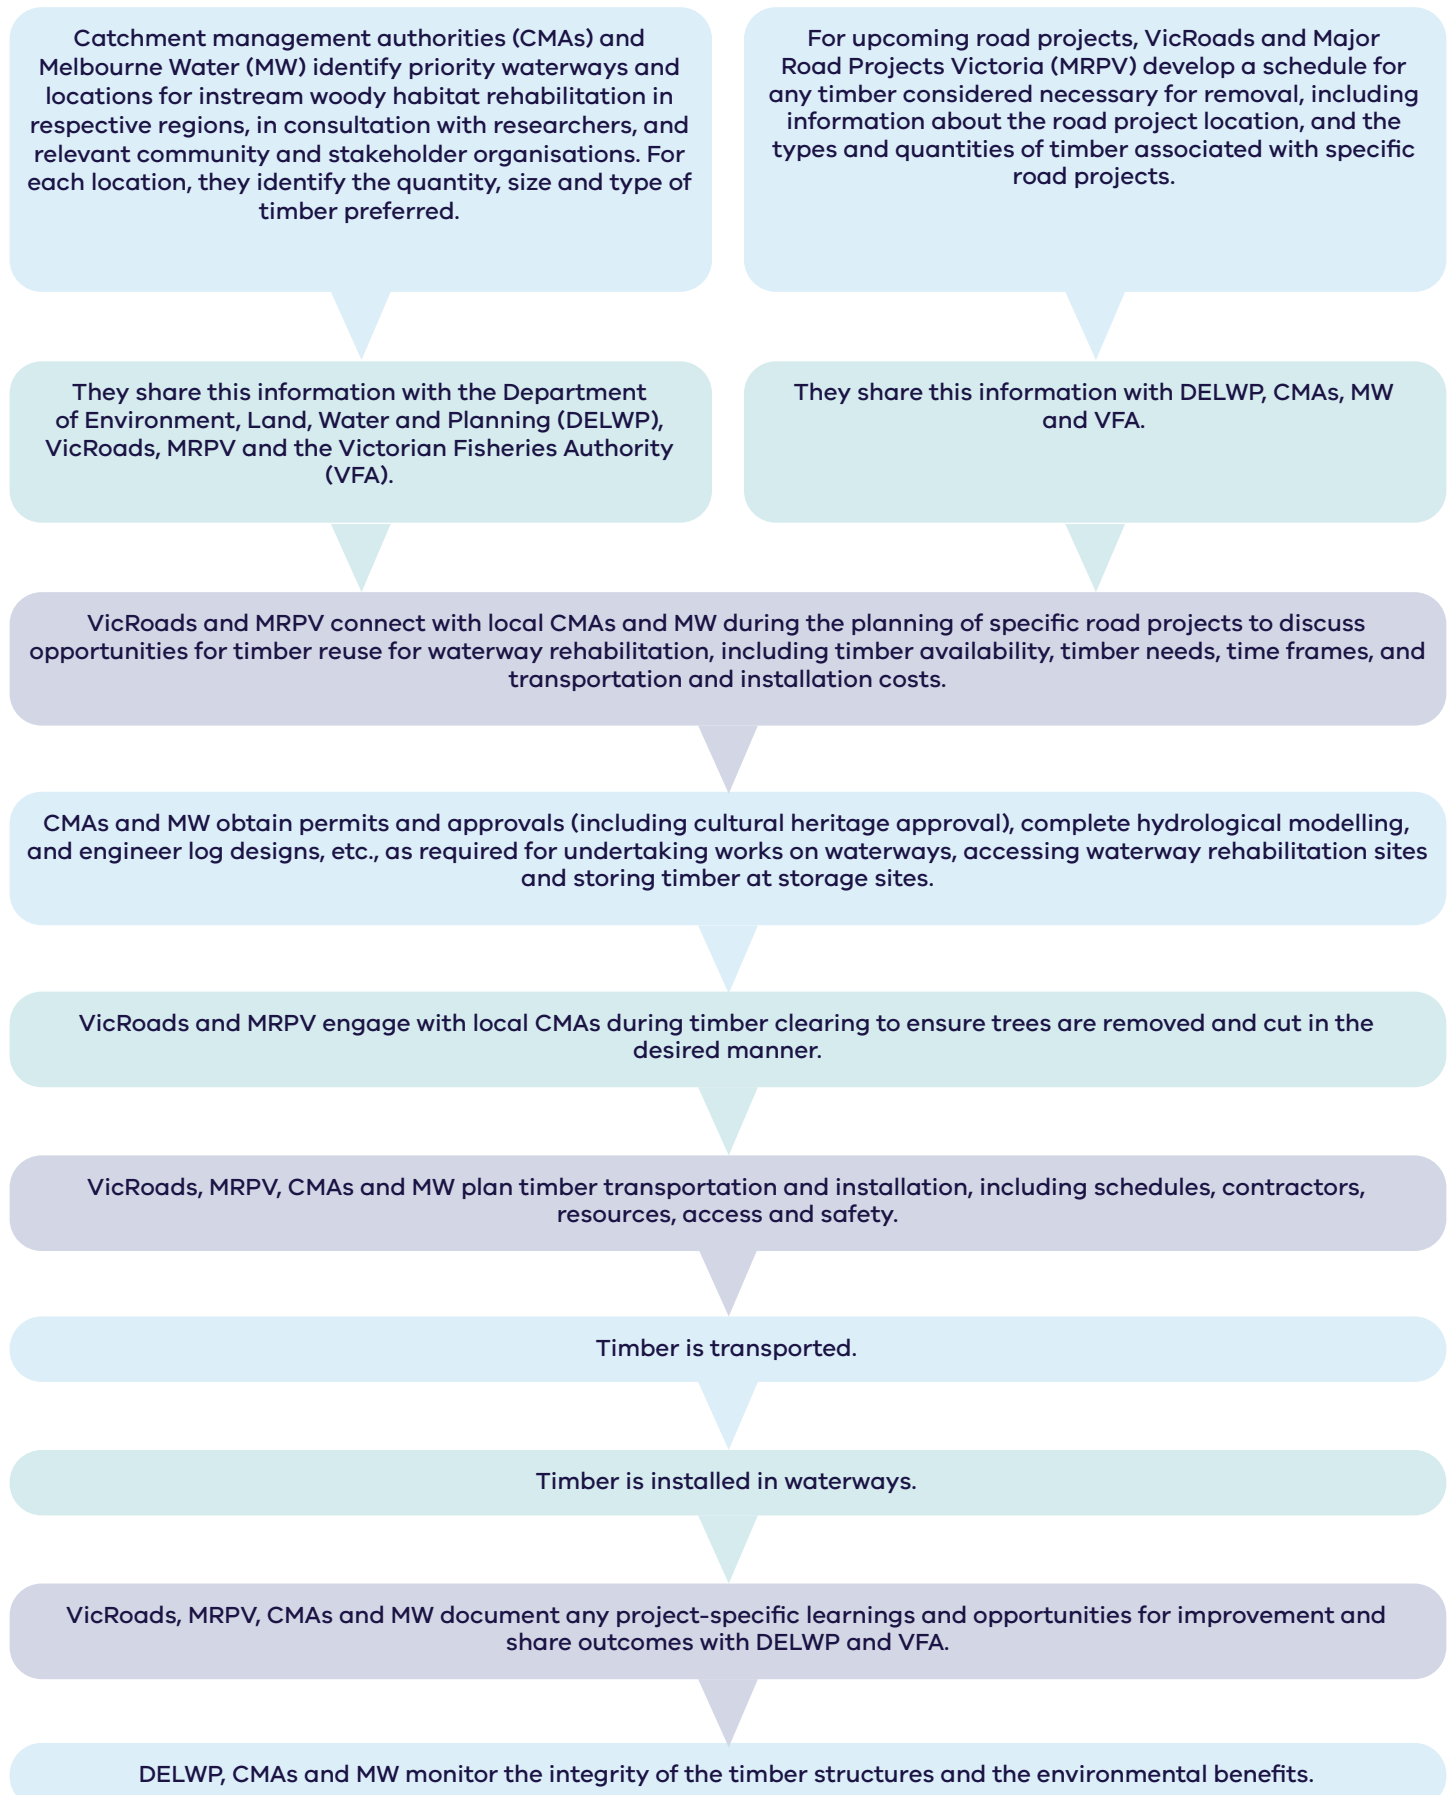 Catchment management authorities (CMAs) and
Melbourne Water (MW) identify priority waterways and
locations for instream woody habitat rehabilitation in
respective regions, in consultation with researchers, and
relevant community and stakeholder organisations. For
each location, they identify the quantity, size and type of
timber preferred.
For upcoming road projects, VicRoads and Major
Road Projects Victoria (MRPV) develop a schedule for
any timber considered necessary for removal, including
information about the road project location, and the
types and quantities of timber associated with specific
road projects.
They share this information with the Department
of Environment, Land, Water and Planning (DELWP),
VicRoads, MRPV and the Victorian Fisheries Authority
(VFA).
They share this information with DELWP, CMAs, MW
and VFA.
VicRoads and MRPV connect with local CMAs and MW during the planning of specific road projects to discuss
opportunities for timber reuse for waterway rehabilitation, including timber availability, timber needs, time frames, and
transportation and installation costs.
CMAs and MW obtain permits and approvals (including cultural heritage approval), complete hydrological modelling,
and engineer log designs, etc., as required for undertaking works on waterways, accessing waterway rehabilitation sites
and storing timber at storage sites.
VicRoads and MRPV engage with local CMAs during timber clearing to ensure trees are removed and cut in the
desired manner.
VicRoads, MRPV, CMAs and MW plan timber transportation and installation, including schedules, contractors,
resources, access and safety.
Timber is transported.
Timber is installed in waterways.
VicRoads, MRPV, CMAs and MW document any project-specific learnings and opportunities for improvement and
share outcomes with DELWP and VFA.
DELWP, CMAs and MW monitor the integrity of the timber structures and the environmental benefits.